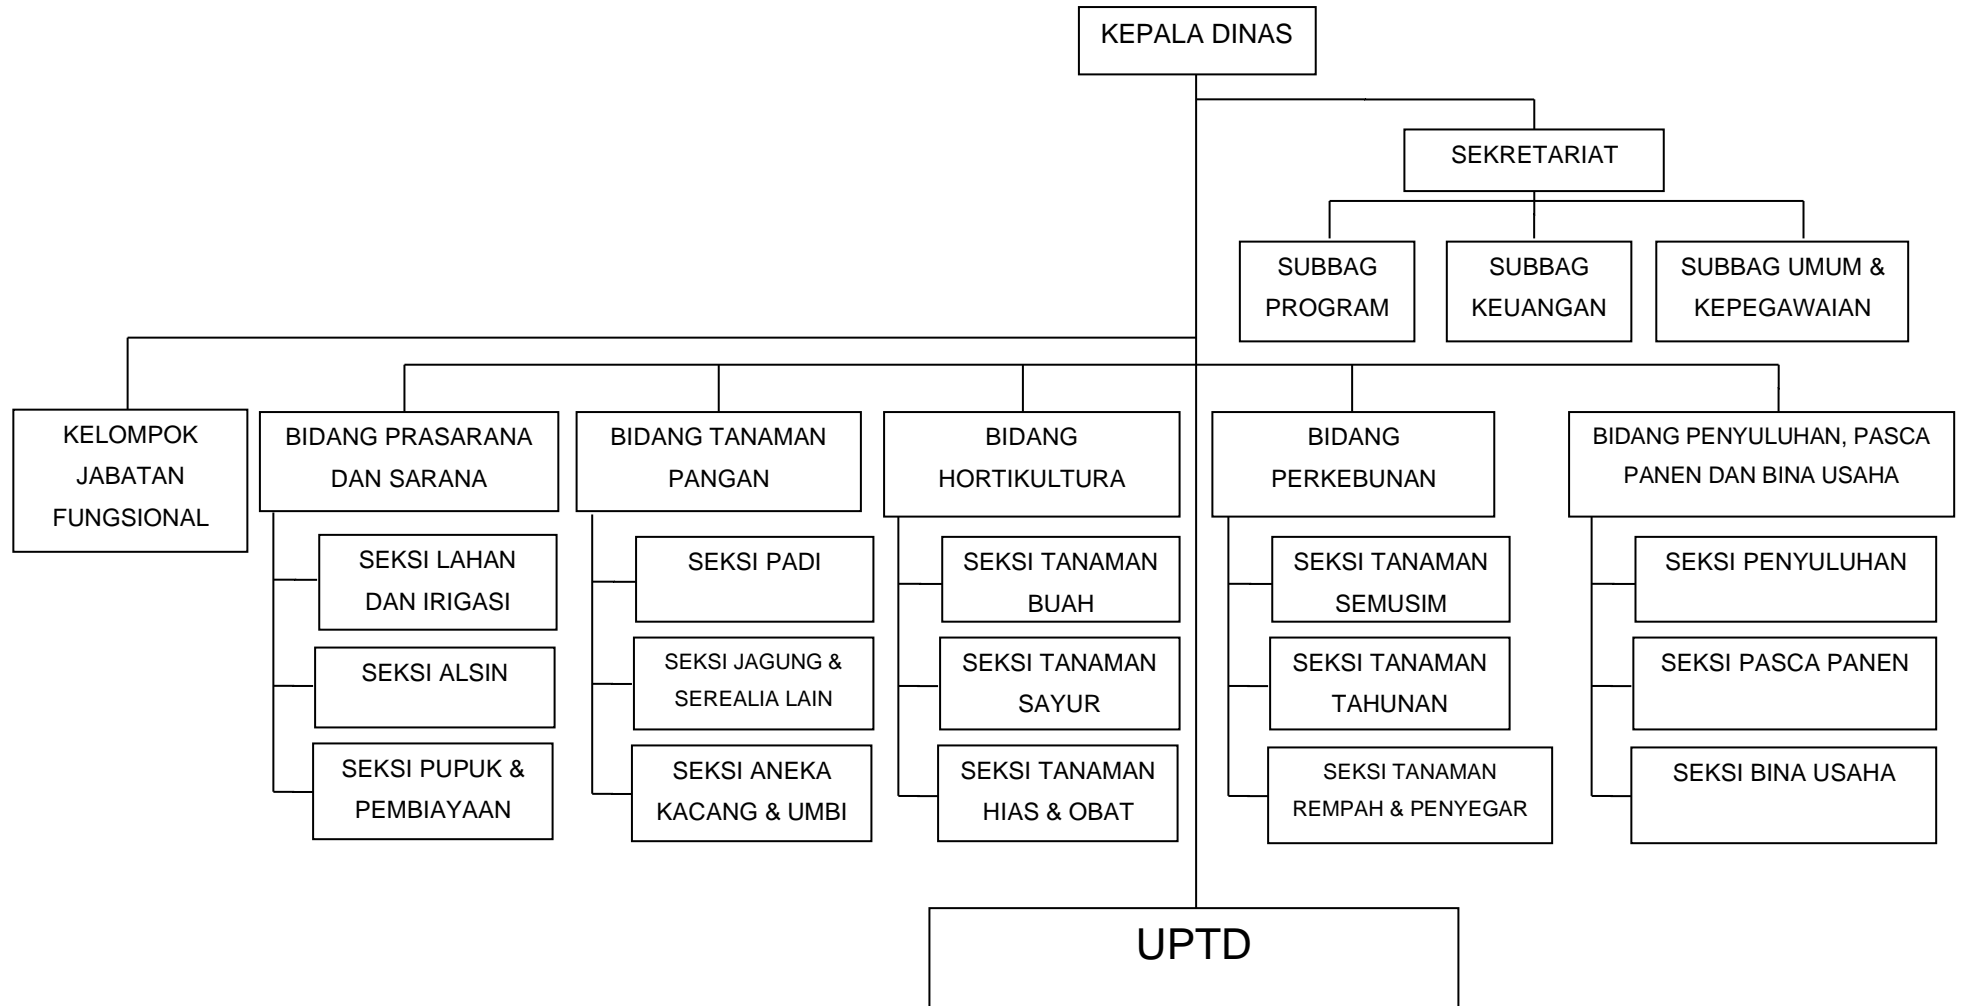 KEPALA DINAS
SEKRETARIAT
SUBBAG
PROGRAM
SUBBAG
KEUANGAN
SUBBAG UMUM &
KEPEGAWAIAN
KELOMPOK
JABATAN
FUNGSIONAL
BIDANG PRASARANA
DAN SARANA
BIDANG TANAMAN
PANGAN
BIDANG
HORTIKULTURA
BIDANG
PERKEBUNAN
BIDANG PENYULUHAN, PASCA
PANEN DAN BINA USAHA
SEKSI LAHAN
DAN IRIGASI
SEKSI PADI
SEKSI TANAMAN
BUAH
SEKSI TANAMAN
SEMUSIM
SEKSI PENYULUHAN
SEKSI ALSIN
SEKSI JAGUNG &
SEREALIA LAIN
SEKSI TANAMAN
SAYUR
SEKSI TANAMAN
TAHUNAN
SEKSI PASCA PANEN
SEKSI PUPUK &
PEMBIAYAAN
SEKSI ANEKA
KACANG & UMBI
SEKSI TANAMAN
HIAS & OBAT
SEKSI TANAMAN
REMPAH & PENYEGAR
SEKSI BINA USAHA
UPTD